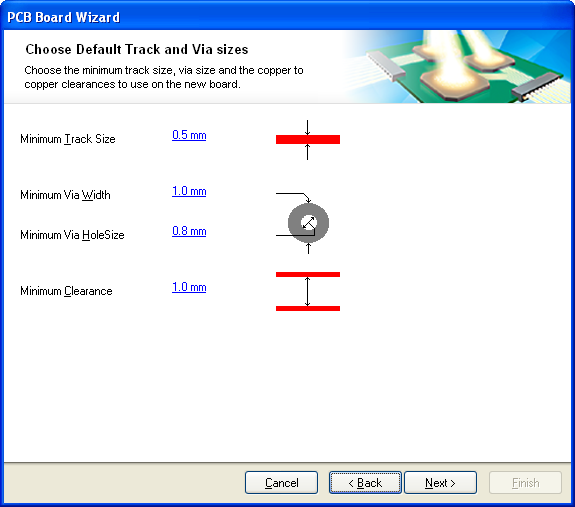 PCB Board Wizard
Choose Default Track and Via sizes
Choose the minimum track size, via size and the copper to
copper clearances to use on the new board.
Minimum Track Size 0.5 mm
Minimum Via Width 1.0 mm
Minimum Via HoleSize 0.8 mm
Minimum Clearance 1.0 mm
Cancel < Back Next > Finish